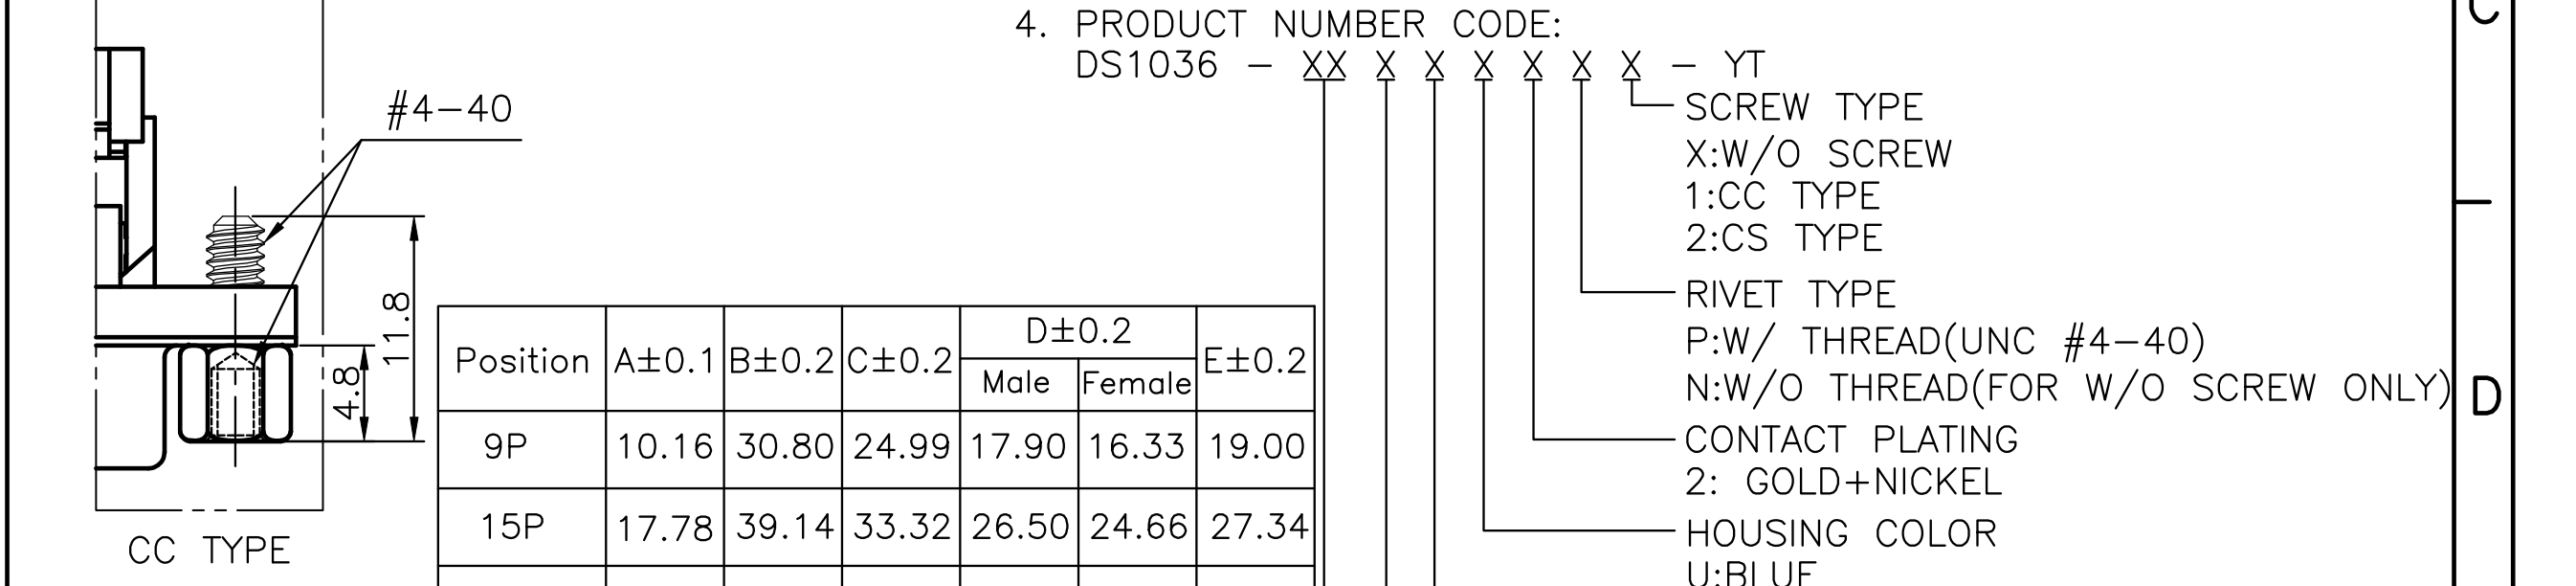 C
4. PRODUCT NUMBER CODE:
DS1036 - XX X X X X X X - YT
SCREW TYPE
X:W/O SCREW
1:CC TYPE
2:CS TYPE
RIVET TYPE
P:W/ THREAD(UNC #4-40)
N:W/O THREAD(FOR W/O SCREW ONLY)
CONTACT PLATING
2: GOLD+NICKEL
HOUSING COLOR
U:BLUE
D
#4-40
11.8
4.8
CC TYPE
Position A±0.1 B±0.2 C±0.2 D±0.2 E±0.2
Male Female
9P 10.16 30.80 24.99 17.90 16.33 19.00
15P 17.78 39.14 33.32 26.50 24.66 27.34